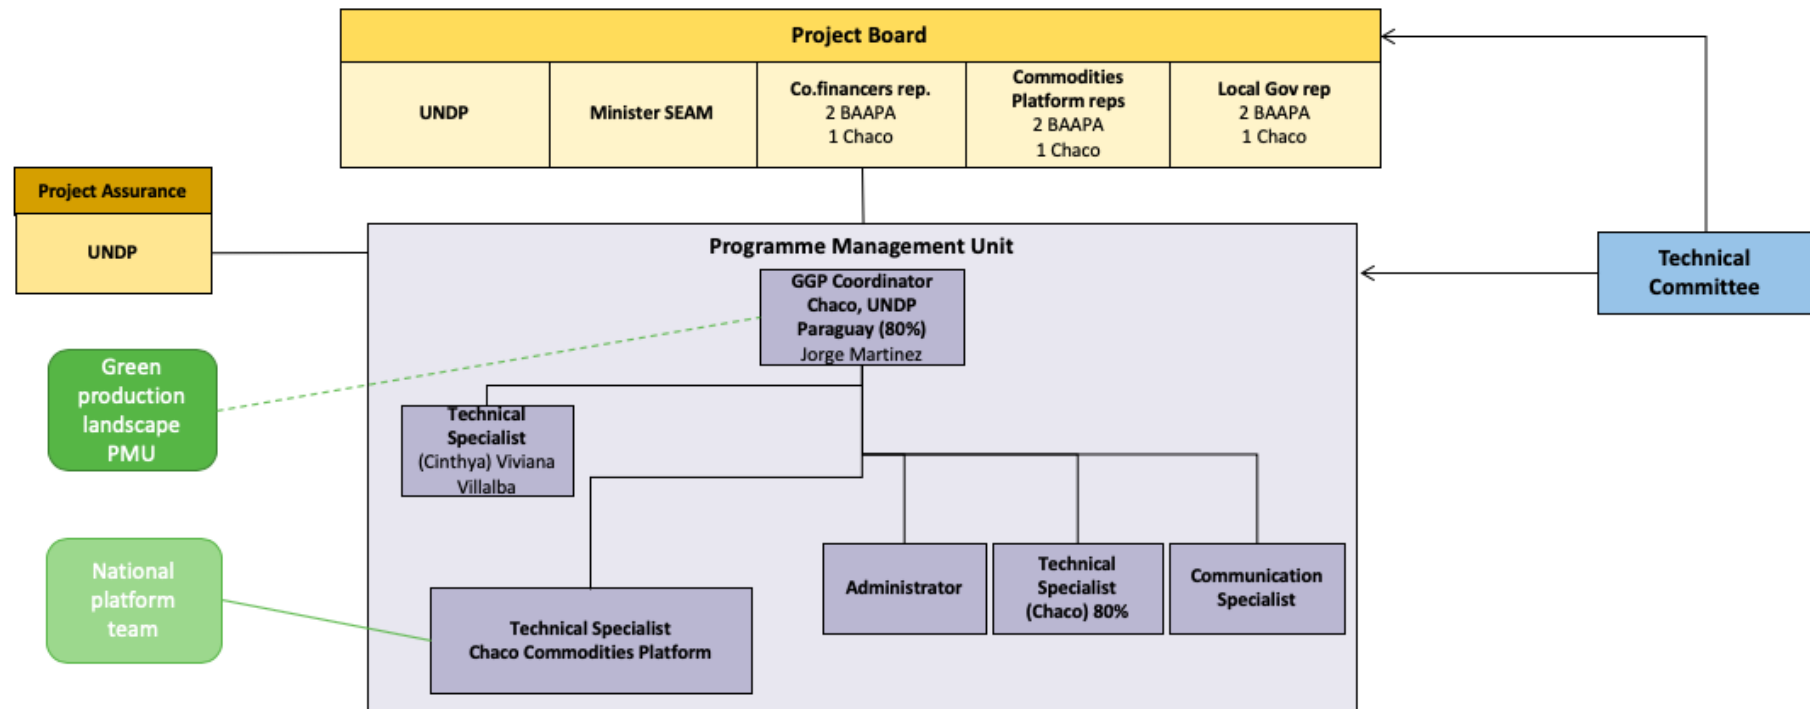 Project Board
UNDP
Minister SEAM
Co.financers rep.
2 BAAPA
1 Chaco
Commodities
Platform reps
2 BAAPA
1 Chaco
Local Gov rep
2 BAAPA
1 Chaco
Project Assurance
UNDP
Programme Management Unit
GGP Coordinator
Chaco, UNDP
Paraguay (80%)
Jorge Martinez
Technical
Committee
Green
production
landscape
PMU
Technical
Specialist
(Cinthya) Viviana
Villalba
National
platform
team
Technical Specialist
Chaco Commodities Platform
Administrator
Technical
Specialist
(Chaco) 80%
Communication
Specialist